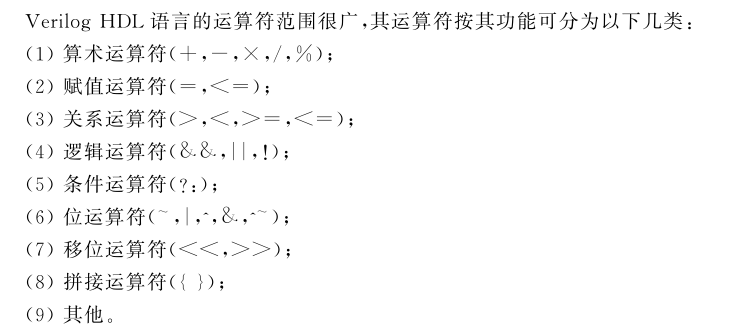 Verilog HDL 语言的运算符范围很广,其运算符按其功能可分为以下几类:
(1) 算术运算符(+,-,×,/,%);
(2) 赋值运算符(=,<=);
(3) 关系运算符(>,<,>=,<=);
(4) 逻辑运算符(&&,||,!);
(5) 条件运算符(?:);
(6) 位运算符(~,|,^,&,^~);
(7) 移位运算符(<<,>>);
(8) 拼接运算符({ });
(9) 其他。